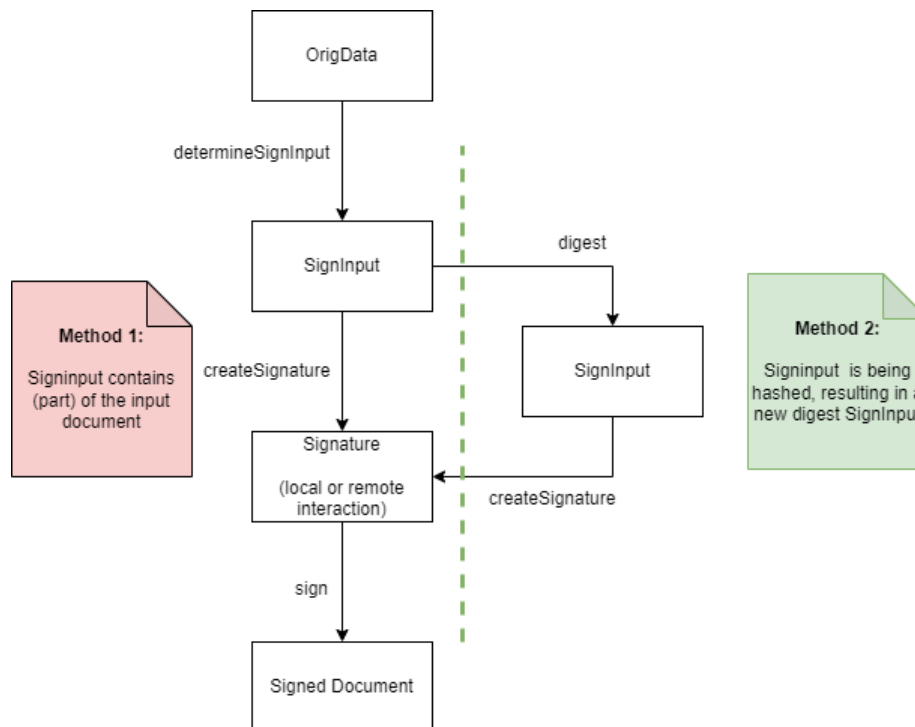 OrigData
determineSignInput
SignInput
digest
Method 1:
Signinput contains
(part) of the input
document
createSignature
SignInput
Method 2:
Signinput is being
hashed, resulting in a
new digest SignInpu
Signature
(local or remote
interaction)
createSignature
sign
Signed Document